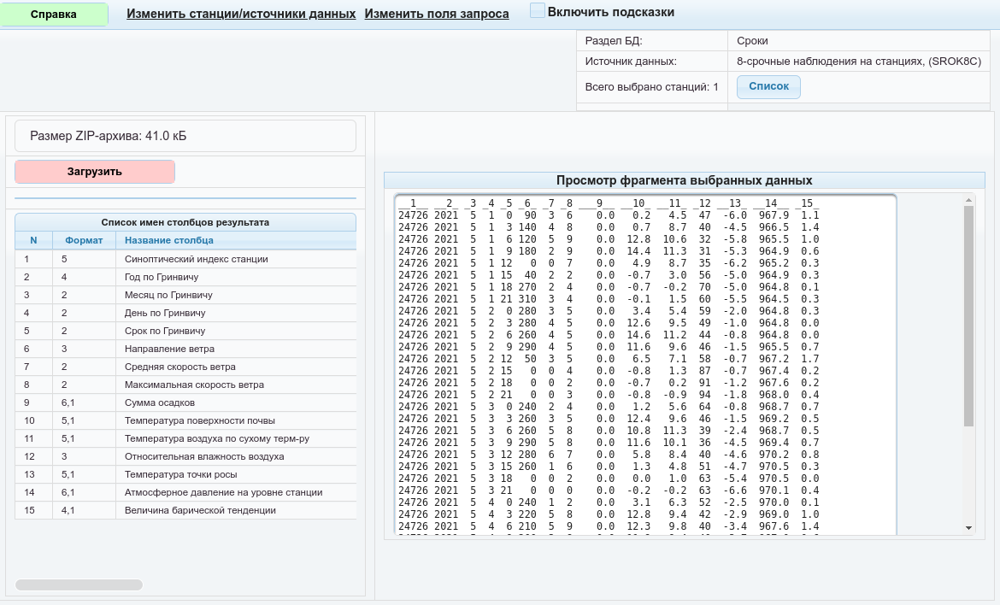 Справка Изменить станции/источники данных Изменить поля запроса Включить подсказки
Раздел БД: Сроки
Источник данных: 8-срочные наблюдения на станциях, (SROK8C)
Всего выбрано станций: 1 Список
Размер ZIP-архива: 41.0 кБ
Загрузить
Список имен столбцов результата
N Формат Название столбца
1 5 Синоптический индекс станции
2 4 Год по Гринвичу
3 2 Месяц по Гринвичу
4 2 День по Гринвичу
5 2 Срок по Гринвичу
6 3 Направление ветра
7 2 Средняя скорость ветра
8 2 Максимальная скорость ветра
9 6,1 Сумма осадков
10 5,1 Температура поверхности почвы
11 5,1 Температура воздуха по сухому терм-ру
12 3 Относительная влажность воздуха
13 5,1 Температура точки росы
14 6,1 Атмосферное давление на уровне станции
15 4,1 Величина барической тенденции
Просмотр фрагмента выбранных данных
__1__ __2_ _3 _4 _5 _6_ _7 _8 ___9__ __10_ __11_ _12 __13_ __14__ _15_
24726 2021 5 1 0 90 3 6 0.0 0.2 4.5 47 -6.0 967.9 1.1
24726 2021 5 1 3 140 4 8 0.0 0.7 8.7 40 -4.5 966.5 1.4
24726 2021 5 1 6 120 5 9 0.0 12.8 10.6 32 -5.8 965.5 1.0
24726 2021 5 1 9 180 2 9 0.0 14.4 11.3 31 -5.3 964.9 0.6
24726 2021 5 1 12 0 0 7 0.0 4.9 8.7 35 -6.2 965.2 0.3
24726 2021 5 1 15 40 2 2 0.0 -0.7 3.0 56 -5.0 964.9 0.3
24726 2021 5 1 18 270 2 4 0.0 -0.7 -0.2 70 -5.0 964.8 0.1
24726 2021 5 1 21 310 3 4 0.0 -0.1 1.5 60 -5.5 964.5 0.3
24726 2021 5 2 0 280 3 5 0.0 3.4 5.4 59 -2.0 964.8 0.3
24726 2021 5 2 3 280 4 5 0.0 12.6 9.5 49 -1.0 964.8 0.0
24726 2021 5 2 6 260 4 5 0.0 14.6 11.2 44 -0.8 964.8 0.0
24726 2021 5 2 9 290 4 5 0.0 11.6 9.6 46 -1.5 965.5 0.7
24726 2021 5 2 12 50 3 5 0.0 6.5 7.1 58 -0.7 967.2 1.7
24726 2021 5 2 15 0 0 4 0.0 -0.8 1.3 87 -0.7 967.4 0.2
24726 2021 5 2 18 0 0 2 0.0 -0.7 0.2 91 -1.2 967.6 0.2
24726 2021 5 2 21 0 0 3 0.0 -0.8 -0.9 94 -1.8 968.0 0.4
24726 2021 5 3 0 240 2 4 0.0 1.2 5.6 64 -0.8 968.7 0.7
24726 2021 5 3 3 260 3 5 0.0 12.4 9.6 46 -1.5 969.2 0.5
24726 2021 5 3 6 260 5 8 0.0 10.8 11.3 39 -2.4 968.7 0.5
24726 2021 5 3 9 290 5 8 0.0 11.6 10.1 36 -4.5 969.4 0.7
24726 2021 5 3 12 280 6 7 0.0 5.8 8.4 40 -4.6 970.2 0.8
24726 2021 5 3 15 260 1 6 0.0 1.3 4.8 51 -4.7 970.5 0.3
24726 2021 5 3 18 0 0 2 0.0 0.0 1.0 63 -5.4 970.5 0.0
24726 2021 5 3 21 0 0 0 0.0 -0.2 -0.2 63 -6.6 970.1 0.4
24726 2021 5 4 0 240 1 2 0.0 3.1 6.3 52 -2.5 970.0 0.1
24726 2021 5 4 3 220 5 8 0.0 12.8 9.4 42 -2.9 969.0 1.0
24726 2021 5 4 6 210 5 9 0.0 12.3 9.8 40 -3.4 967.6 1.4